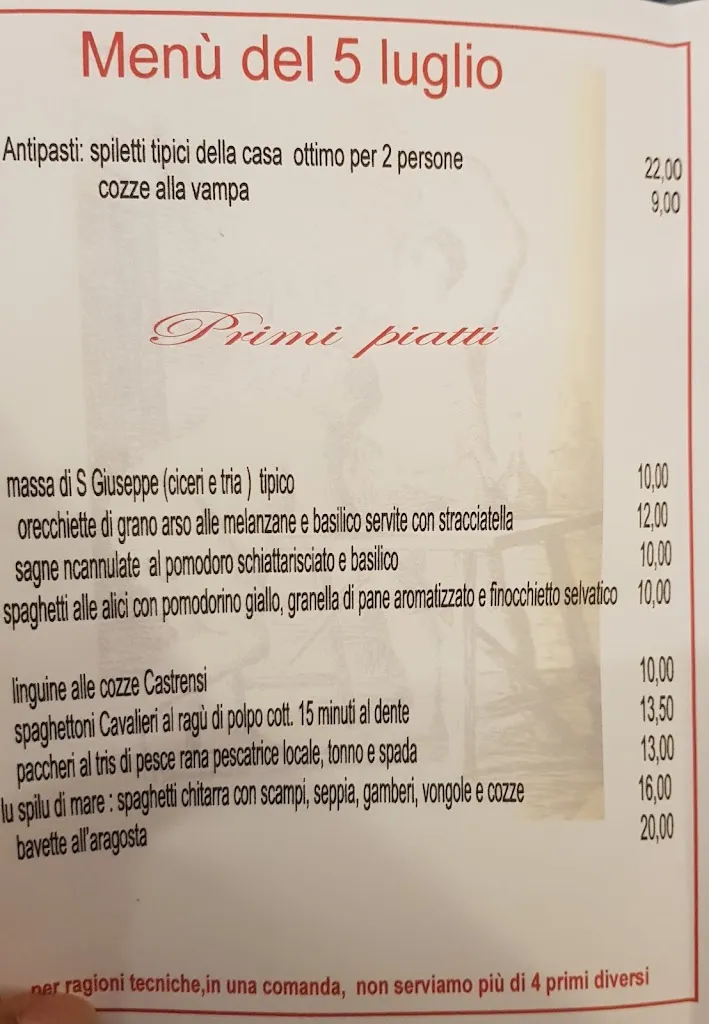 Menù del 5 luglio
Antipasti: spiletti tipici della casa ottimo per 2 persone 22,00
cozze alla vampa 9,00
Primi piatti
massa di S Giuseppe (ciceri e tria ) tipico 10,00
orecchiette di grano arso alle melanzane e basilico servite con stracciatella 12,00
sagne ncannulate al pomodoro schiattarisciato e basilico 10,00
spaghetti alle alici con pomodorino giallo, granella di pane aromatizzato e finocchietto selvatico 10,00
linguine alle cozze Castrensi 10,00
spaghettoni Cavalieri al ragù di polpo cott. 15 minuti al dente 13,50
paccheri al tris di pesce rana pescatrice locale, tonno e spada 13,00
lu spilu di mare : spaghetti chitarra con scampi, seppia, gamberi, vongole e cozze 16,00
bavette all'aragosta 20,00
per ragioni tecniche,in una comanda, non serviamo più di 4 primi diversi